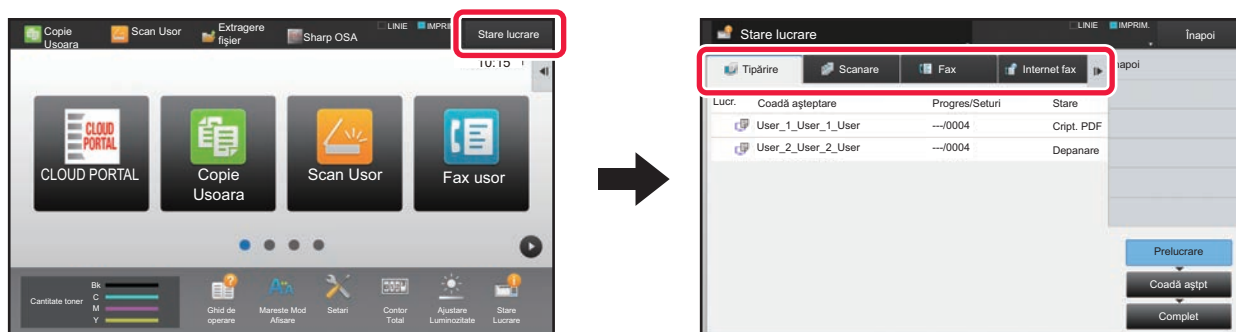 Copie
Usoara
Scan Usor
Extragere
fișier
Sharp OSA
LINIE
IMPRI
Stare lucrare
10:15
CLOUD
PORTAL
CLOUD PORTAL
Copie
Usoara
Scan Usor
Fax usor
Cantitate toner
Bk
C
M
Y
Ghid de
operare
Mareste Mod
Afisare
Setari
Contor
Total
Ajustare
Luminozitate
Stare
Lucrare
Stare lucrare
LINIE
IMPRIM.
Înapoi
Tipărire
Scanare
Fax
Internet fax
napoi
Lucr.
Coadă aşteptare
Progres/Seturi
Stare
User_1_User_1_User
---/0004
Cript. PDF
User_2_User_2_User
---/0004
Depanare
Prelucrare
Coadă aştpt
Complet